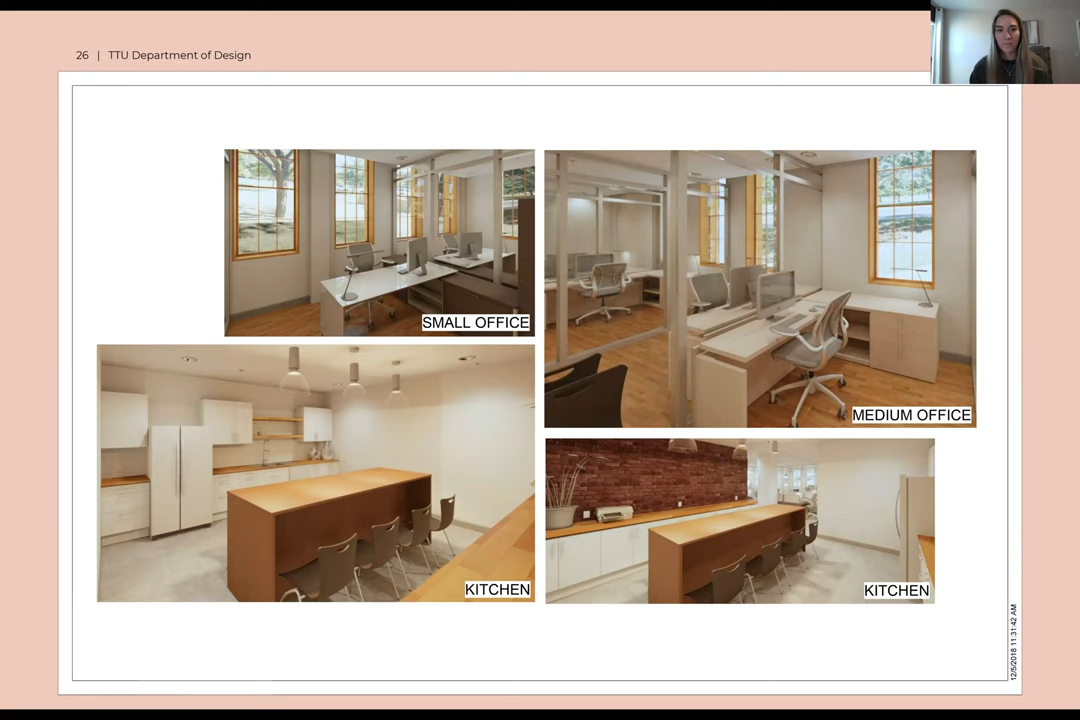 26 | TTU Department of Design
SMALL OFFICE
MEDIUM OFFICE
KITCHEN
KITCHEN
12/5/2018 11:31:42 AM